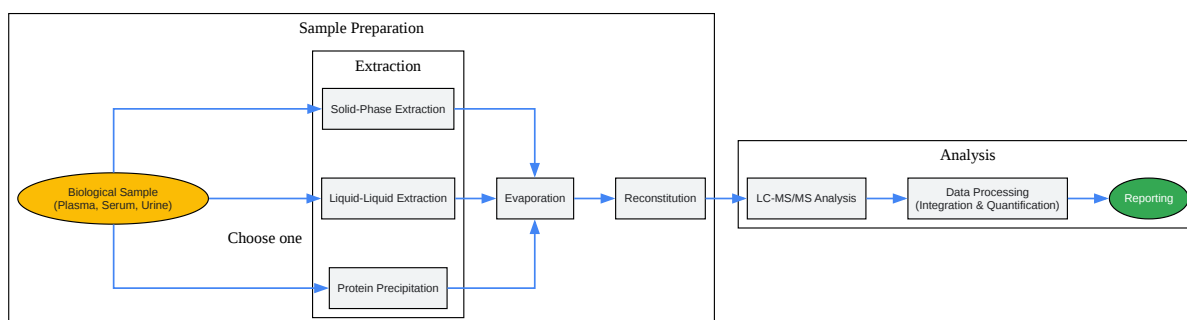 Sample Preparation
Extraction
Solid-Phase Extraction
Biological Sample
(Plasma, Serum, Urine)
Liquid-Liquid Extraction
Evaporation
Reconstitution
Choose one
Protein Precipitation
Analysis
LC-MS/MS Analysis
Data Processing
(Integration & Quantification)
Reporting